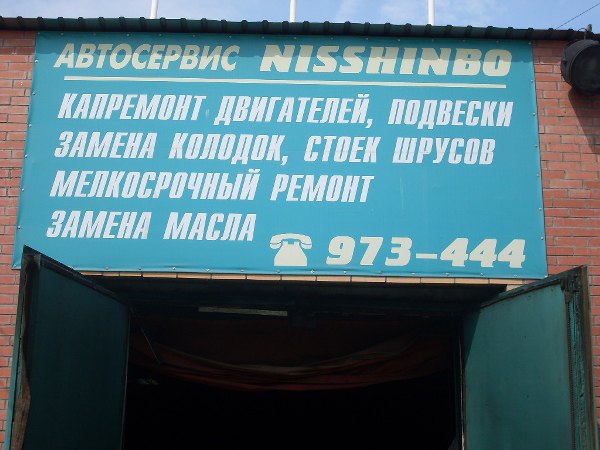 АВТОСЕРВИС NISSHINBO
КАПРЕМОНТ ДВИГАТЕЛЕЙ, ПОДВЕСКИ
ЗАМЕНА КОЛОДОК, СТОЕК ШРУСОВ
МЕЛКОСРОЧНЫЙ РЕМОНТ
ЗАМЕНА МАСЛА
973-444